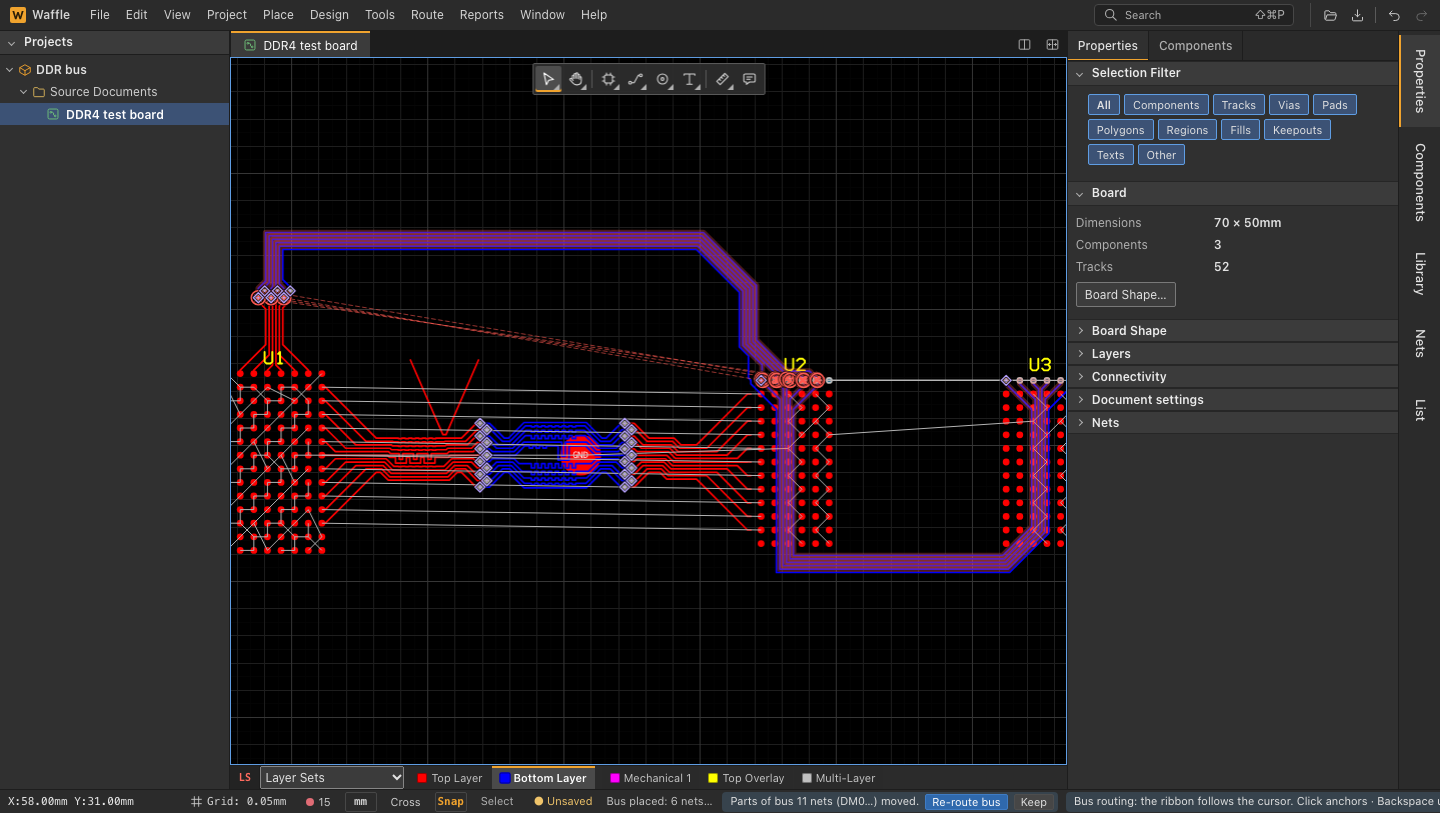 W Waffle File Edit View Project Place Design Tools Route Reports Window Help Search ⇧⌘P
Projects
DDR bus
Source Documents
DDR4 test board
DDR4 test board
U1
U2
U3
GND
Properties Components
Selection Filter
All Components Tracks Vias Pads
Polygons Regions Fills Keepouts
Texts Other
Board
Dimensions 70 × 50mm
Components 3
Tracks 52
Board Shape...
Board Shape
Layers
Connectivity
Document settings
Nets
Properties
Components
Library
Nets
List
LS Layer Sets Top Layer Bottom Layer Mechanical 1 Top Overlay Multi-Layer
X:58.00mm Y:31.00mm Grid: 0.05mm 15 mm Cross Snap Select Unsaved Bus placed: 6 nets... Parts of bus 11 nets (DM0...) moved. Re-route bus Keep Bus routing: the ribbon follows the cursor. Click anchors · Backspace u